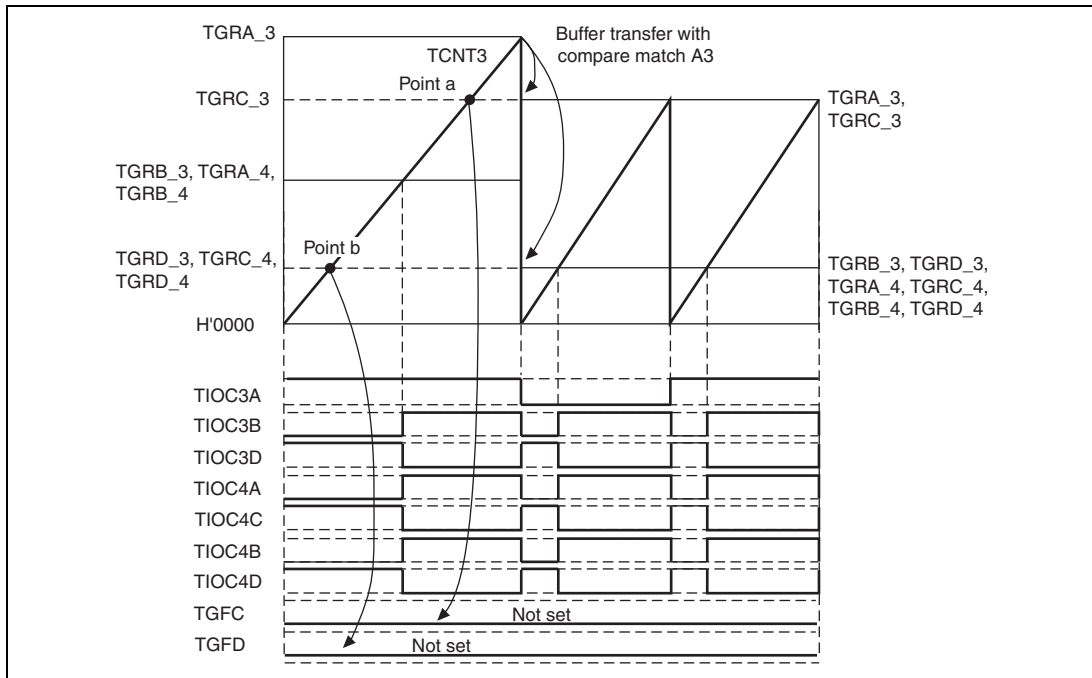 TGRA_3
TCNT3
Buffer transfer with
compare match A3
Point a
TGRC_3
TGRA_3,
TGRC_3
TGRB_3, TGRA_4,
TGRB_4
Point b
TGRD_3, TGRC_4,
TGRD_4
TGRB_3, TGRD_3,
TGRA_4, TGRC_4,
TGRB_4, TGRD_4
H'0000
TIOC3A
TIOC3B
TIOC3D
TIOC4A
TIOC4C
TIOC4B
TIOC4D
TGFC
Not set
TGFD
Not set